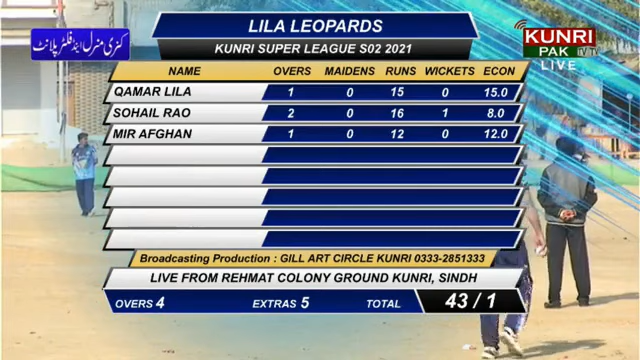 LILA LEOPARDS
KUNRI SUPER LEAGUE S02 2021
کنری منرل اینڈ فلٹر پلانٹ
KUNRI
PAK TV TV
LIVE
NAME OVERS MAIDENS RUNS WICKETS ECON
QAMAR LILA 1 0 15 0 15.0
SOHAIL RAO 2 0 16 1 8.0
MIR AFGHAN 1 0 12 0 12.0
Broadcasting Production : GILL ART CIRCLE KUNRI 0333-2851333
LIVE FROM REHMAT COLONY GROUND KUNRI, SINDH
OVERS 4 EXTRAS 5 TOTAL 43 / 1